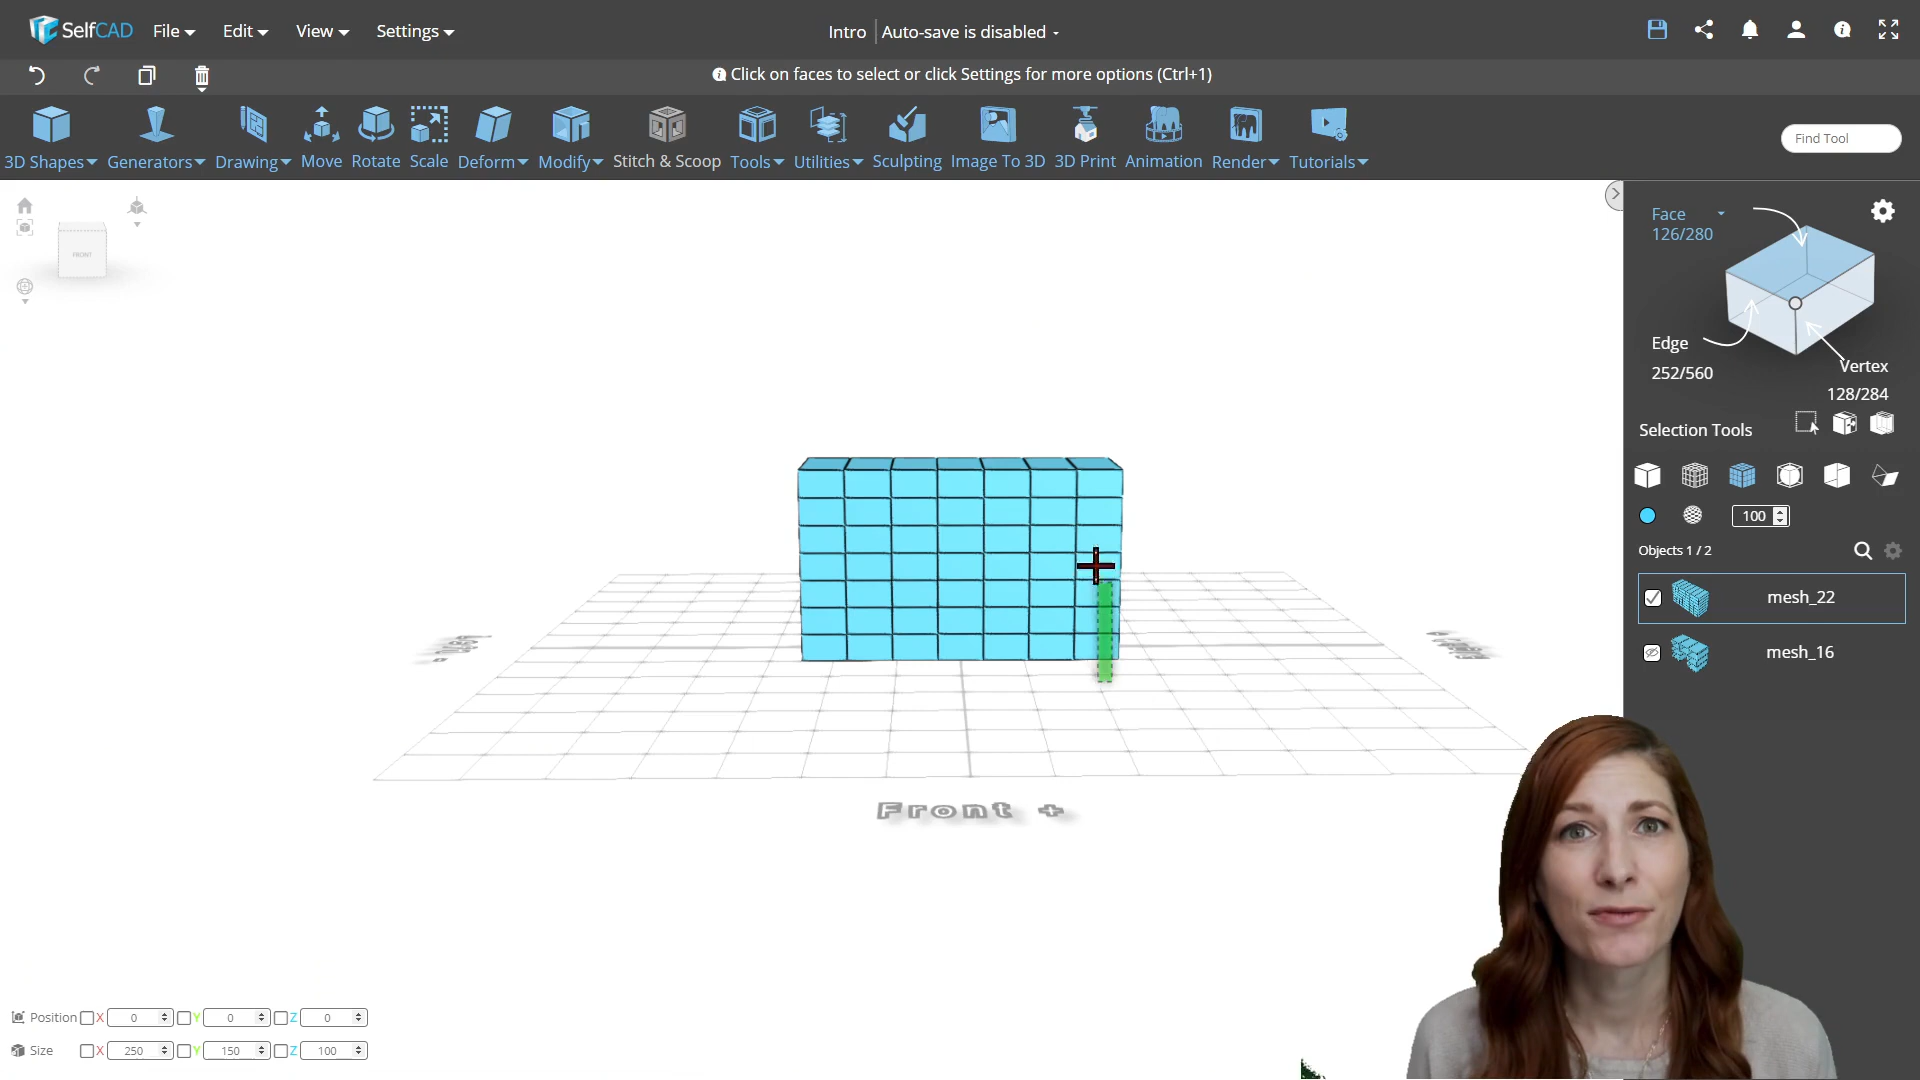 SelfCAD File Edit View Settings Intro Auto-save is disabled
Click on faces to select or click Settings for more options (Ctrl+1)
3D Shapes Generators Drawing Move Rotate Scale Deform Modify Stitch & Scoop Tools Utilities Sculpting Image To 3D 3D Print Animation Render Tutorials Find Tool
FRONT
Face
126/280
Edge
252/560
Vertex
128/284
Selection Tools
100
Objects 1 / 2
mesh_22
mesh_16
Front +
Position X 0 Y 0 Z 0
Size X 250 Y 150 Z 100